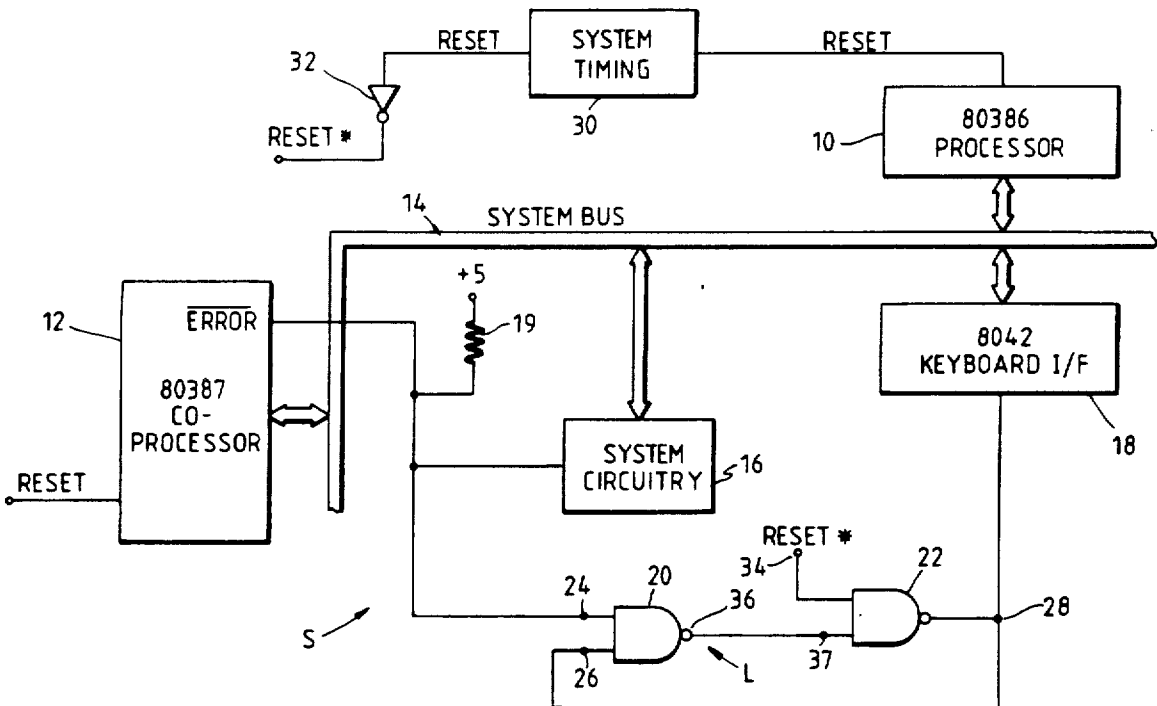 RESET
SYSTEM
TIMING
30
RESET
32
RESET *
80386
PROCESSOR
10
14
SYSTEM BUS
+5
19
12
ERROR
80387
CO-
PROCESSOR
RESET
8042
KEYBOARD I/F
18
SYSTEM
CIRCUITRY
16
RESET *
34
22
20
24
36
28
S
26
L
37